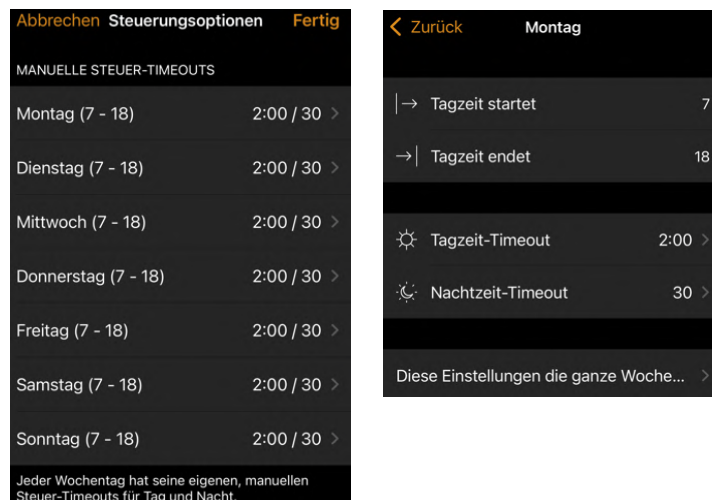 Abbrechen Steuerungsoptionen Fertig
MANUELLE STEUER-TIMEOUTS
Montag (7 - 18) 2:00 / 30
Dienstag (7 - 18) 2:00 / 30
Mittwoch (7 - 18) 2:00 / 30
Donnerstag (7 - 18) 2:00 / 30
Freitag (7 - 18) 2:00 / 30
Samstag (7 - 18) 2:00 / 30
Sonntag (7 - 18) 2:00 / 30
Jeder Wochentag hat seine eigenen, manuellen
Steuer-Timeouts für Tag und Nacht.
Zurück Montag
Tagzeit startet 7
Tagzeit endet 18
Tagzeit-Timeout 2:00
Nachtzeit-Timeout 30
Diese Einstellungen die ganze Woche...